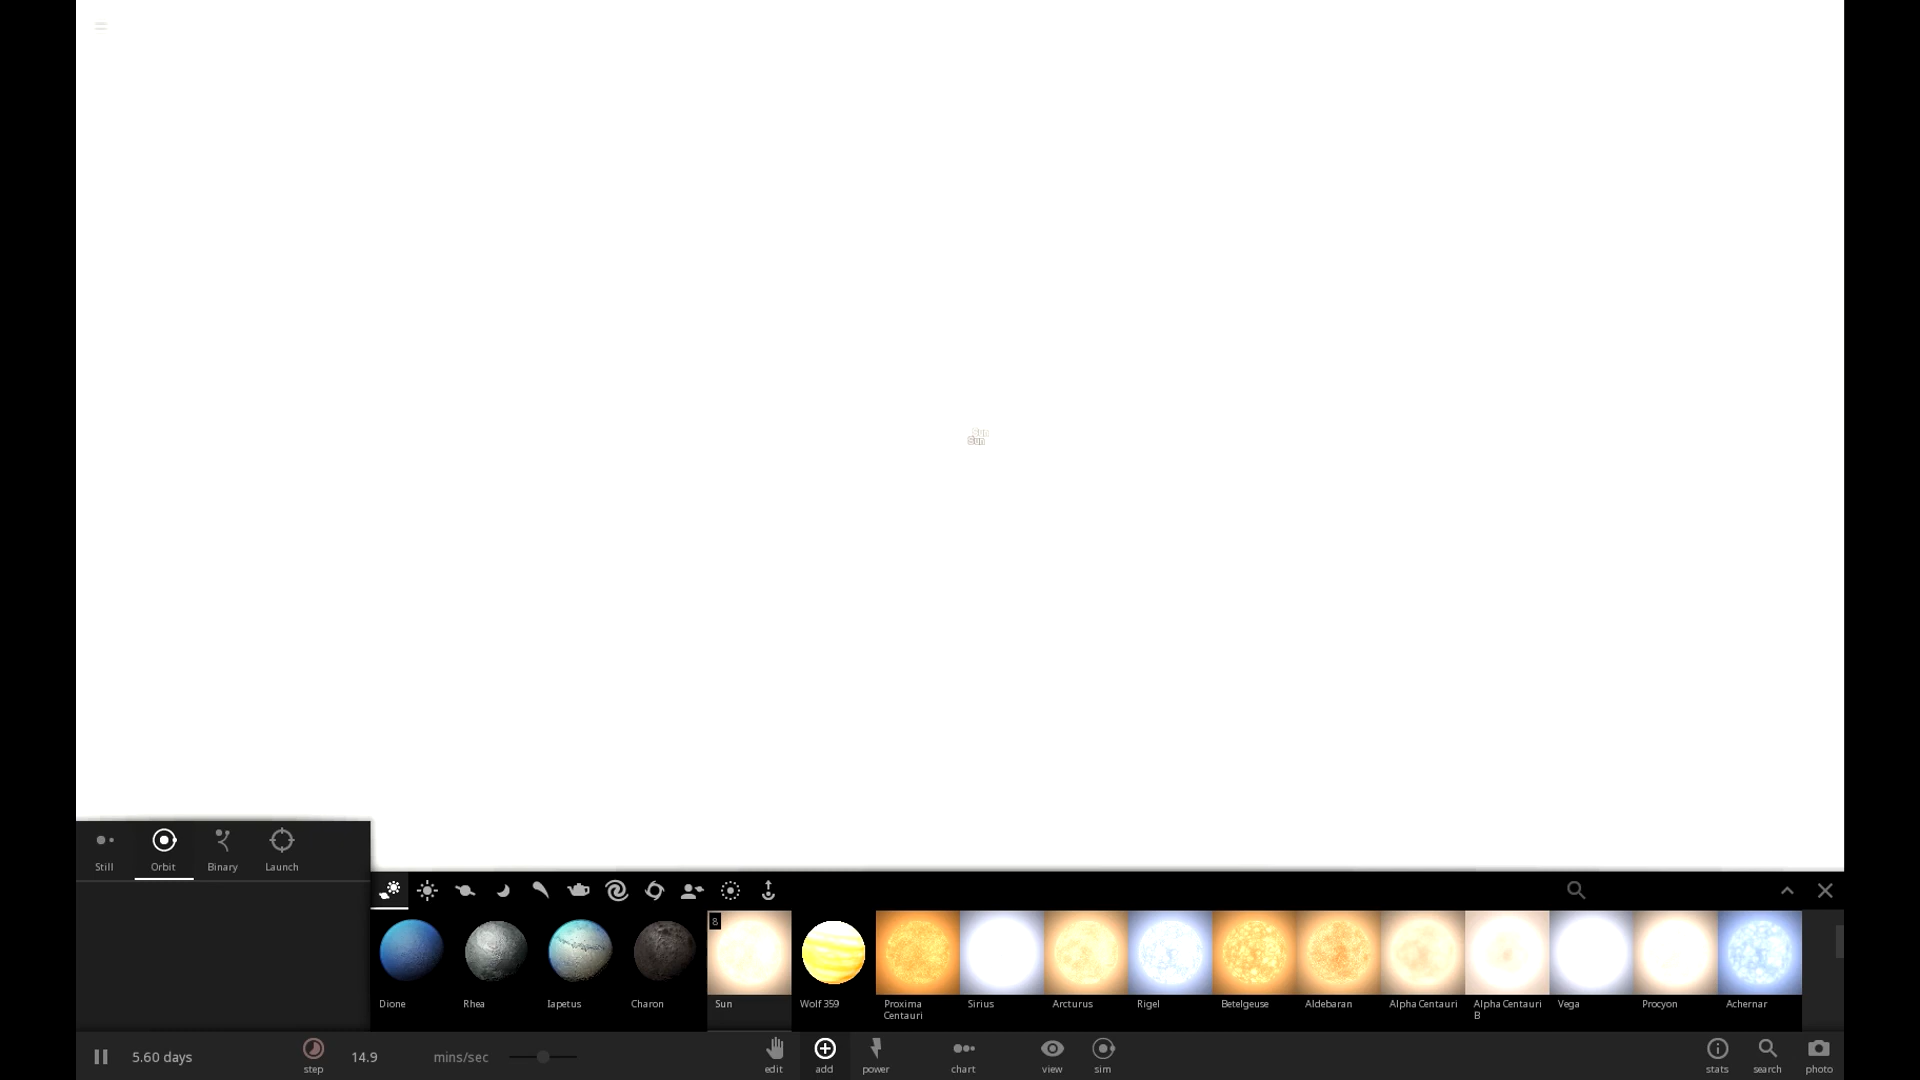 Sun
Sun
Still
Orbit
Binary
Launch
8
Dione
Rhea
Iapetus
Charon
Sun
Wolf 359
Proxima
Centauri
Sirius
Arcturus
Rigel
Betelgeuse
Aldebaran
Alpha Centauri
Alpha Centauri
B
Vega
Procyon
Achernar
5.60 days
step
14.9
mins/sec
edit
add
power
chart
view
sim
stats
search
photo